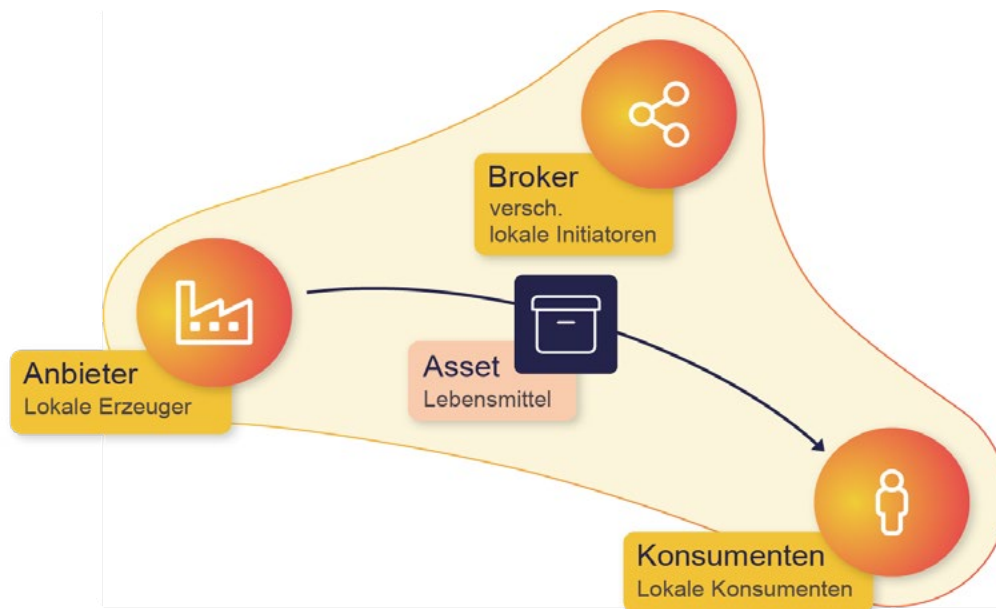 Broker
versch.
lokale Initiatoren
Anbieter
Lokale Erzeuger
Asset
Lebensmittel
Konsumenten
Lokale Konsumenten